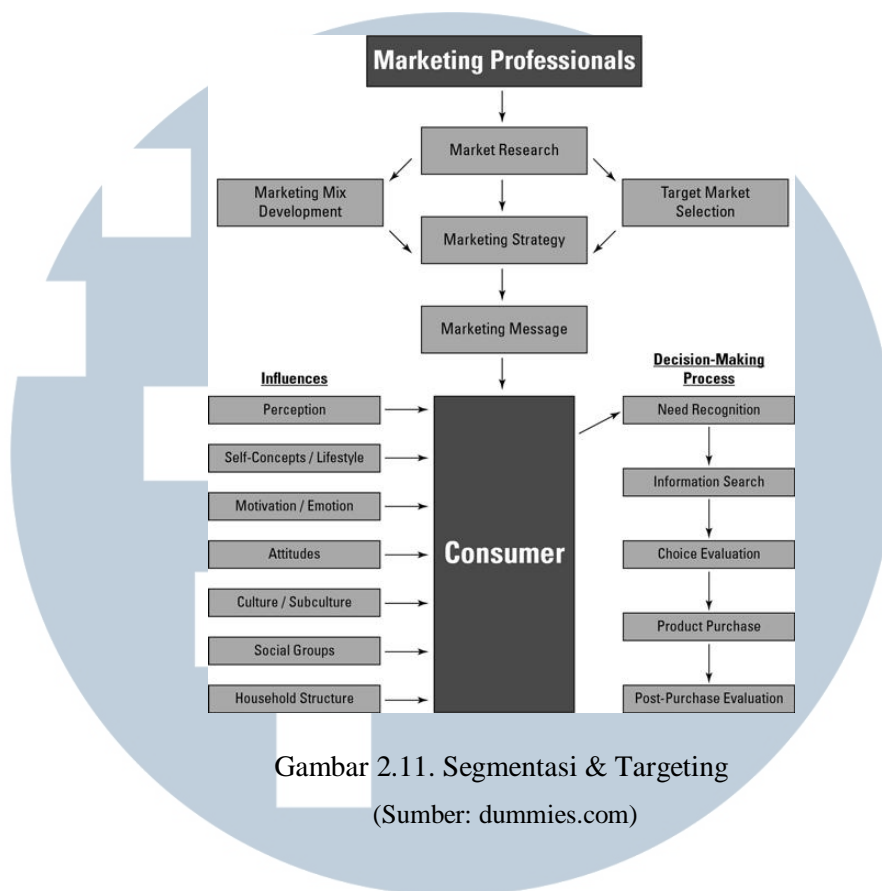 Marketing Professionals
Market Research
Marketing Mix
Development
Target Market
Selection
Marketing Strategy
Marketing Message
Influences
Perception
Self-Concepts / Lifestyle
Motivation / Emotion
Attitudes
Culture / Subculture
Social Groups
Household Structure
Consumer
Decision-Making
Process
Need Recognition
Information Search
Choice Evaluation
Product Purchase
Post-Purchase Evaluation
Gambar 2.11. Segmentasi & Targeting
(Sumber: dummies.com)